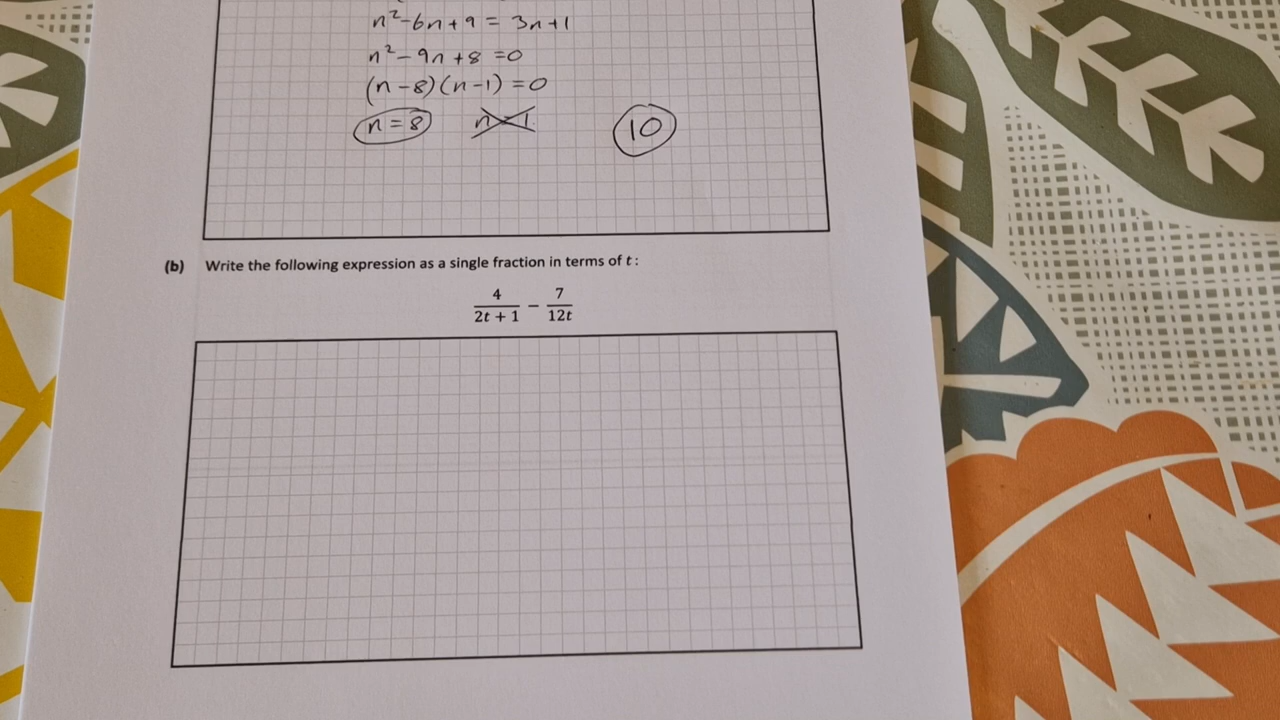 n²-6n+9 = 3n+1
n²-9n+8 =0
(n-8)(n-1) =0
n=8 n=1 10
(b) Write the following expression as a single fraction in terms of t:
4/(2t + 1) − 7/(12t)